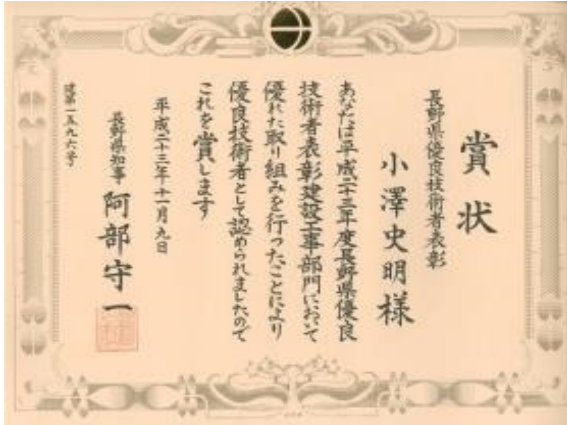 賞状
長野県優良技術者表彰
小澤史明様
あなたは平成二十三年度長野県優良
技術者表彰建設工事部門において
優れた取り組みを行ったことにより
優良技術者として認められましたので
これを賞します
平成二十三年十一月九日
長野県知事 阿部守一
建第一五九六号